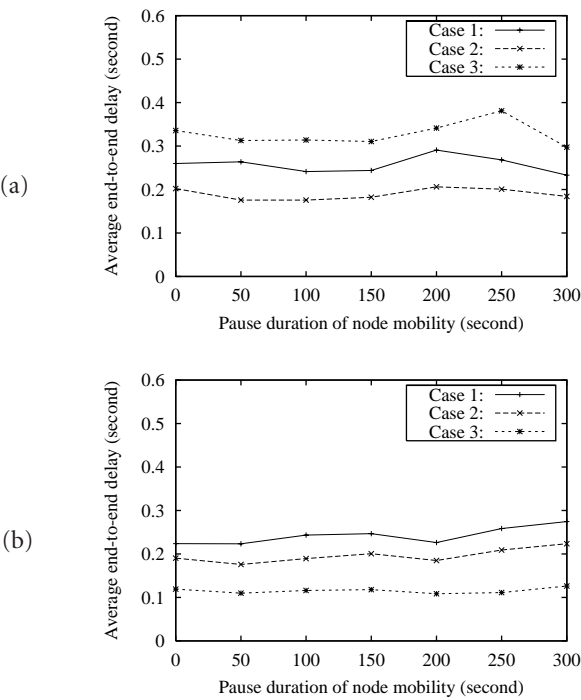 (a)
Average end-to-end delay (second)
0.6
0.5
0.4
0.3
0.2
0.1
0
Case 1:
Case 2:
Case 3:
0 50 100 150 200 250 300
Pause duration of node mobility (second)
(b)
Average end-to-end delay (second)
0.6
0.5
0.4
0.3
0.2
0.1
0
Case 1:
Case 2:
Case 3:
0 50 100 150 200 250 300
Pause duration of node mobility (second)